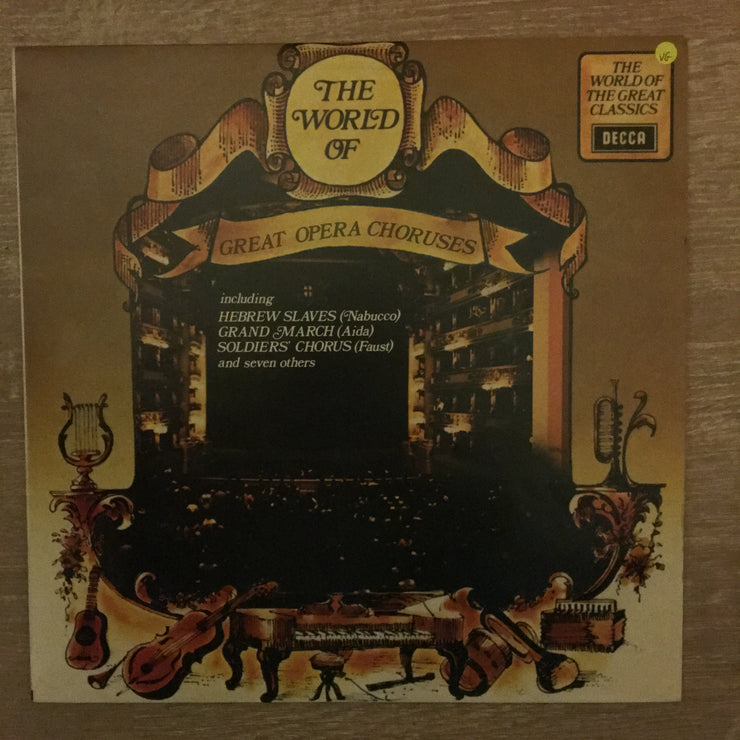 THE
WORLD
OF
GREAT OPERA CHORUSES
including
HEBREW SLAVES (Nabucco)
GRAND MARCH (Aida)
SOLDIERS' CHORUS (Faust)
and seven others
THE
WORLD OF
THE GREAT
CLASSICS
DECCA
VG